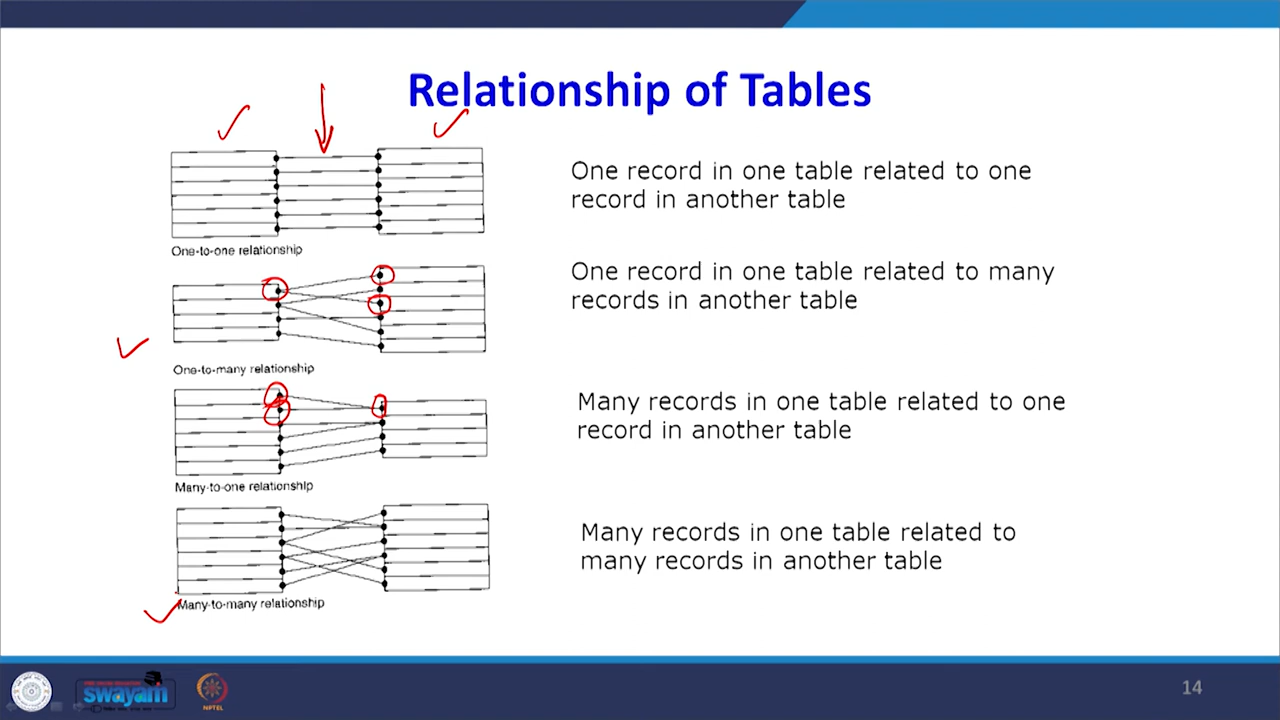 Relationship of Tables
One record in one table related to one
record in another table
One-to-one relationship
One record in one table related to many
records in another table
One-to-many relationship
Many records in one table related to one
record in another table
Many-to-one relationship
Many records in one table related to
many records in another table
Many-to-many relationship
swayam
NPTEL
14